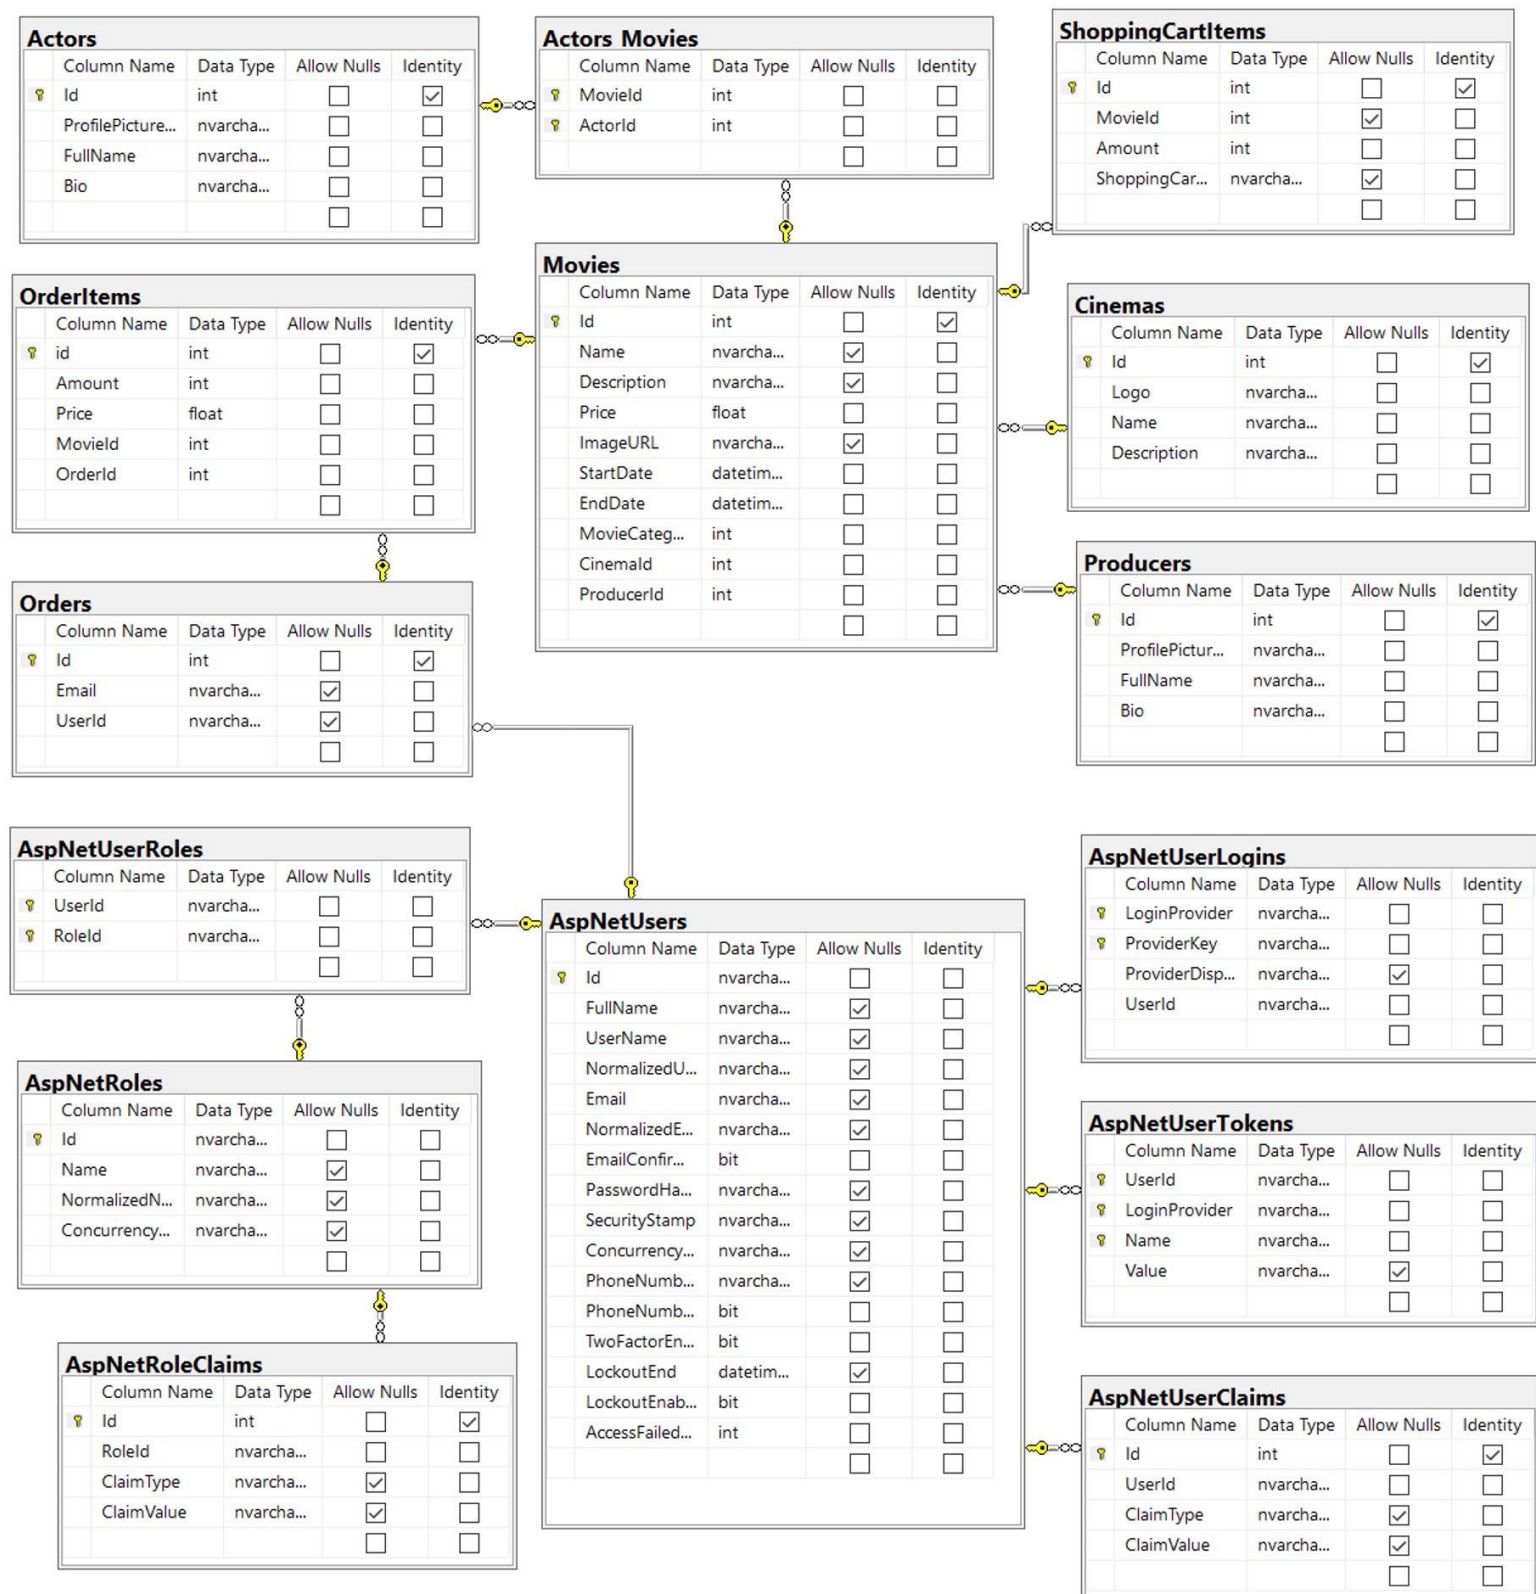 Actors
Column Name Data Type Allow Nulls Identity
Id int
ProfilePicture... nvarcha...
FullName nvarcha...
Bio nvarcha...
Actors_Movies
Column Name Data Type Allow Nulls Identity
MovieId int
ActorId int
ShoppingCartItems
Column Name Data Type Allow Nulls Identity
Id int
MovieId int
Amount int
ShoppingCar... nvarcha...
OrderItems
Column Name Data Type Allow Nulls Identity
id int
Amount int
Price float
MovieId int
OrderId int
Movies
Column Name Data Type Allow Nulls Identity
Id int
Name nvarcha...
Description nvarcha...
Price float
ImageURL nvarcha...
StartDate datetim...
EndDate datetim...
MovieCateg... int
CinemaId int
ProducerId int
Cinemas
Column Name Data Type Allow Nulls Identity
Id int
Logo nvarcha...
Name nvarcha...
Description nvarcha...
Producers
Column Name Data Type Allow Nulls Identity
Id int
ProfilePictur... nvarcha...
FullName nvarcha...
Bio nvarcha...
Orders
Column Name Data Type Allow Nulls Identity
Id int
Email nvarcha...
UserId nvarcha...
AspNetUserRoles
Column Name Data Type Allow Nulls Identity
UserId nvarcha...
RoleId nvarcha...
AspNetUsers
Column Name Data Type Allow Nulls Identity
Id nvarcha...
FullName nvarcha...
UserName nvarcha...
NormalizedU... nvarcha...
Email nvarcha...
NormalizedE... nvarcha...
EmailConfir... bit
PasswordHa... nvarcha...
SecurityStamp nvarcha...
Concurrency... nvarcha...
PhoneNumb... nvarcha...
PhoneNumb... bit
TwoFactorEn... bit
LockoutEnd datetim...
LockoutEnab... bit
AccessFailed... int
AspNetUserLogins
Column Name Data Type Allow Nulls Identity
LoginProvider nvarcha...
ProviderKey nvarcha...
ProviderDisp... nvarcha...
UserId nvarcha...
AspNetRoles
Column Name Data Type Allow Nulls Identity
Id nvarcha...
Name nvarcha...
NormalizedN... nvarcha...
Concurrency... nvarcha...
AspNetUserTokens
Column Name Data Type Allow Nulls Identity
UserId nvarcha...
LoginProvider nvarcha...
Name nvarcha...
Value nvarcha...
AspNetRoleClaims
Column Name Data Type Allow Nulls Identity
Id int
RoleId nvarcha...
ClaimType nvarcha...
ClaimValue nvarcha...
AspNetUserClaims
Column Name Data Type Allow Nulls Identity
Id int
UserId nvarcha...
ClaimType nvarcha...
ClaimValue nvarcha...